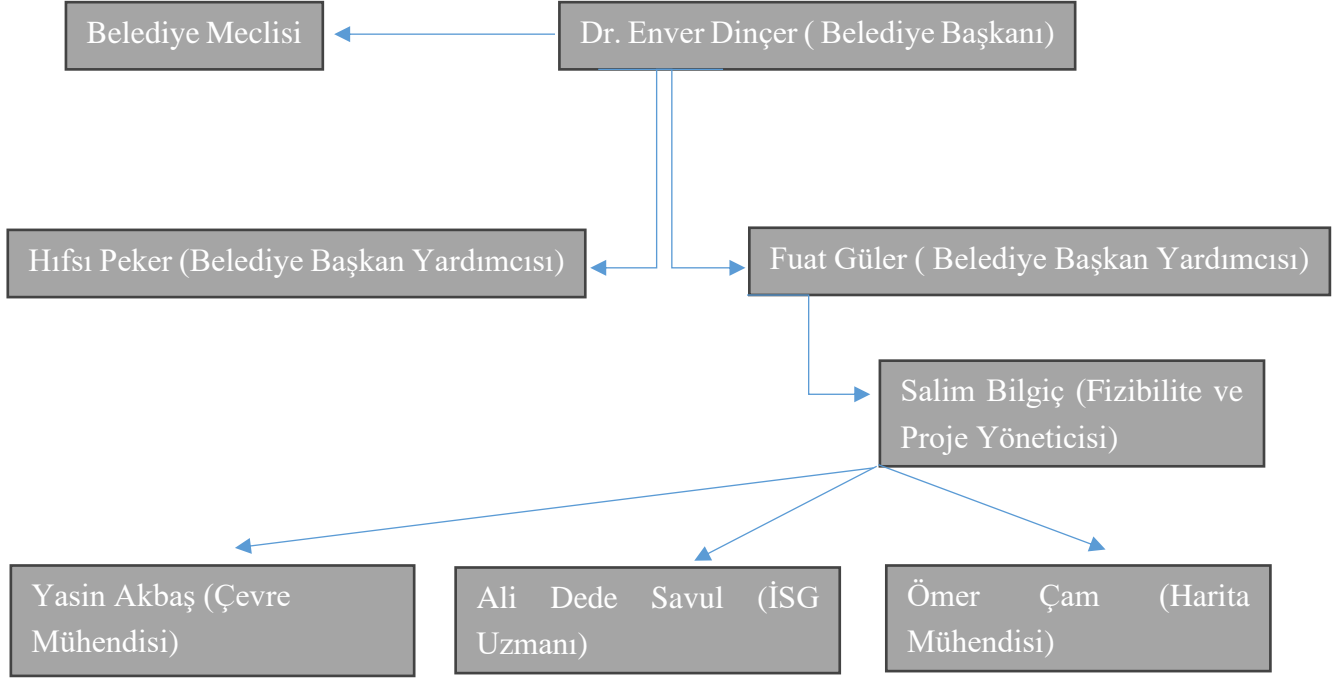 Belediye Meclisi
Dr. Enver Dinçer ( Belediye Başkanı)
Hıfsı Peker (Belediye Başkan Yardımcısı)
Fuat Güler ( Belediye Başkan Yardımcısı)
Salim Bilgiç (Fizibilite ve
Proje Yöneticisi)
Yasin Akbaş (Çevre
Mühendisi)
Ali Dede Savul (İSG
Uzmanı)
Ömer Çam (Harita
Mühendisi)